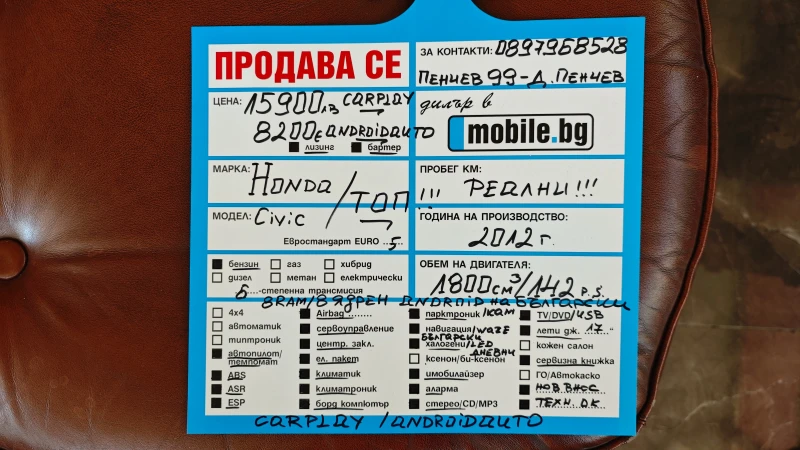 ПРОДАВА СЕ
ЗА КОНТАКТИ: 0897968528
ПЕНЧЕВ 99-Д. ПЕНЧЕВ
ЦЕНА: 15900лв CARPLAY
8200€ ANDROIDAUTO
лизинг бартер
дилър в
mobile.bg
МАРКА: HONDA / ТОП!!!
МОДЕЛ: Civic
Евростандарт EURO ..5..
ПРОБЕГ КМ:
РЕАЛНИ!!!
ГОДИНА НА ПРОИЗВОДСТВО:
2012 г.
бензин газ хибрид
дизел метан електрически
6...-степенна трансмисия
ОБЕМ НА ДВИГАТЕЛЯ:
1800см³/142 p.s.
8RAM/8 ЯДРЕН ANDROID НА БЪЛГАРСКИ
4x4
автоматик
типтроник
автопилот/
темпомат
ABS
ASR
ESP
Airbag ........
сервоуправление
центр. закл.
ел. пакет
климатик
климатроник
борд компютър
парктроник/КАМ
навигация/WAZE
БЪЛГАРСКИ
халогени/LED
ДНЕВНИ
ксенон/би-ксенон
имобилайзер
аларма
стерео/CD/MP3
TV/DVD/USB
лети дж. 17 "
кожен салон
сервизна книжка
ГО/Автокаско
НОВ ВНОС
ТЕХН. ОК
CARPLAY /ANDROIDAUTO